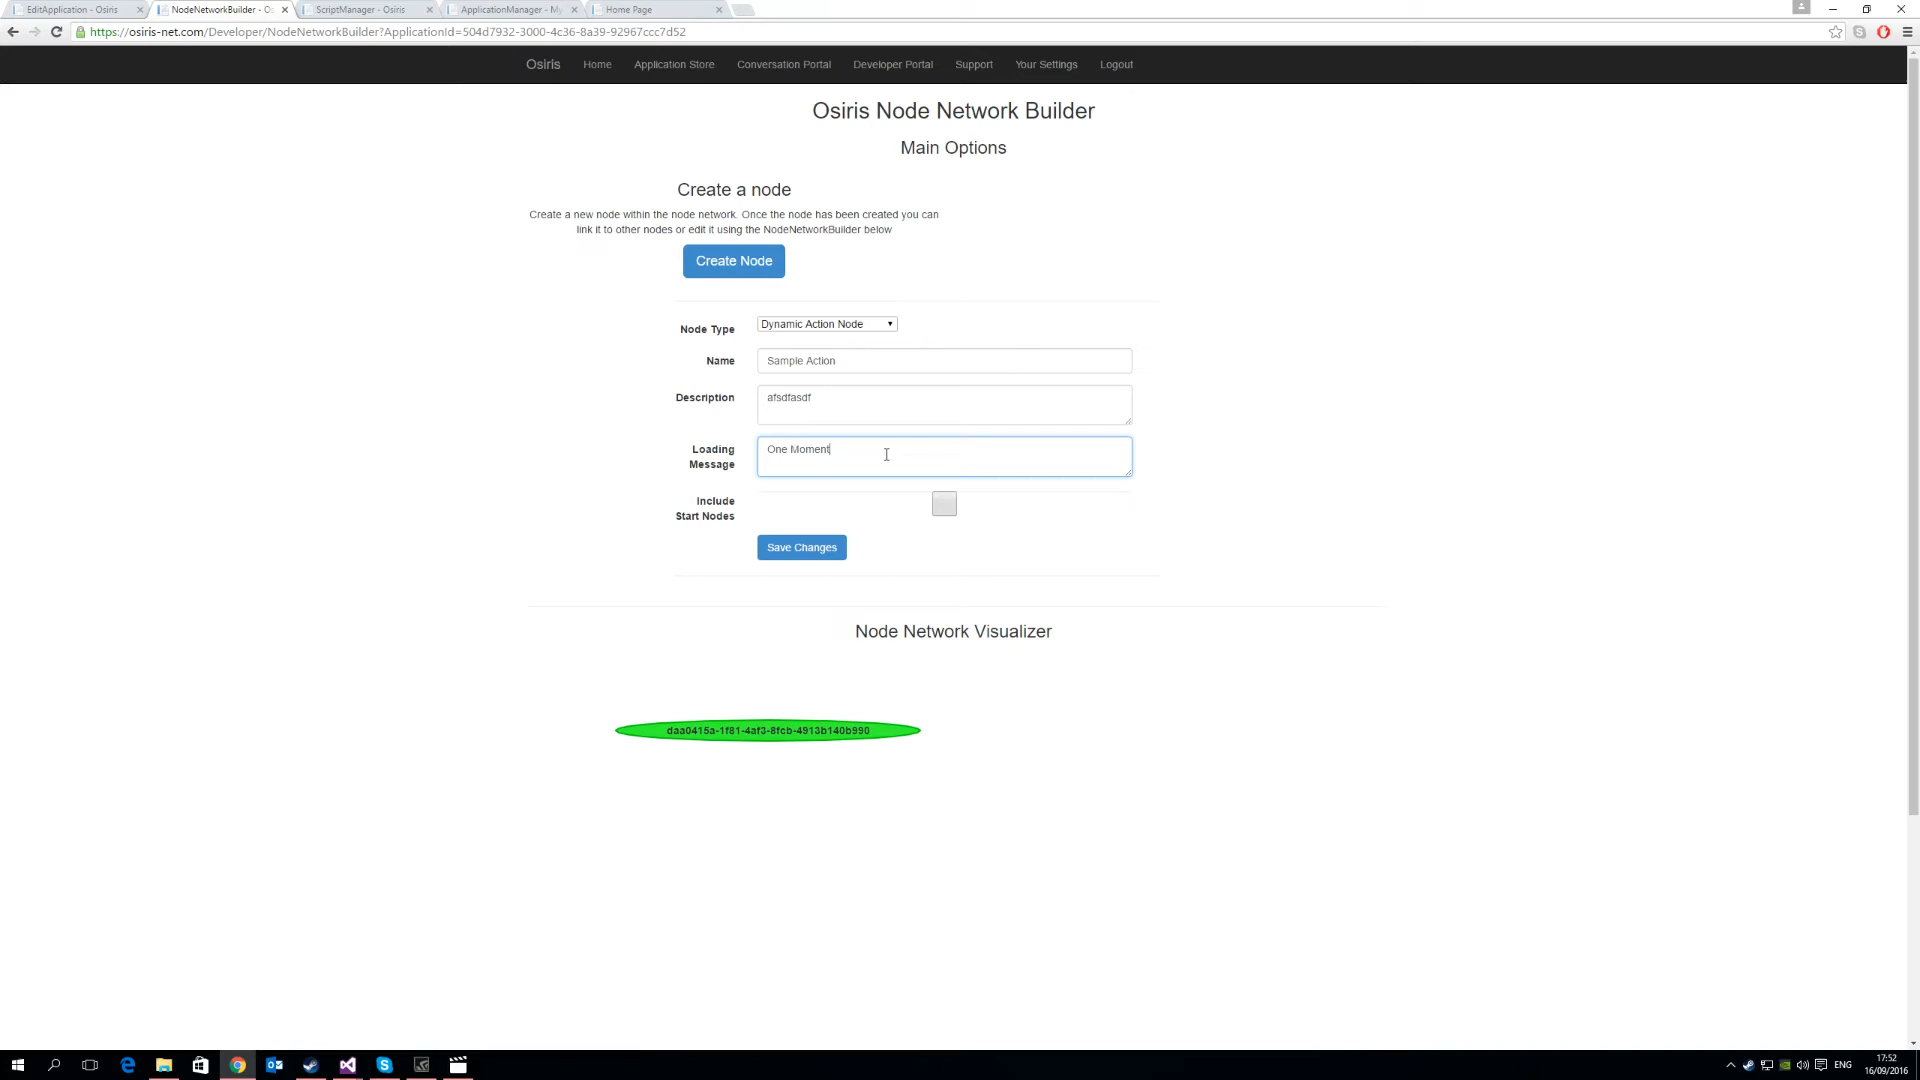 EditApplication - Osiris
NodeNetworkBuilder - Os
ScriptManager - Osiris
ApplicationManager - My
Home Page
https://osiris-net.com/Developer/NodeNetworkBuilder?ApplicationId=504d7932-3000-4c36-8a39-92967ccc7d52
Osiris Home Application Store Conversation Portal Developer Portal Support Your Settings Logout
Osiris Node Network Builder
Main Options
Create a node
Create a new node within the node network. Once the node has been created you can
link it to other nodes or edit it using the NodeNetworkBuilder below
Create Node
Node Type Dynamic Action Node
Name Sample Action
Description afsdfasdf
Loading Message One Moment
Include Start Nodes
Save Changes
Node Network Visualizer
daa0415a-1f81-4af3-8fcb-4913b140b990
ENG
17:52
16/09/2016